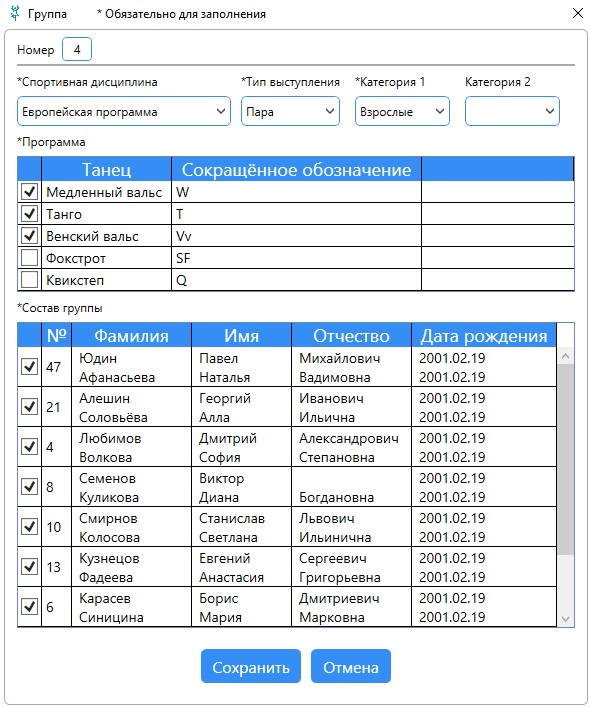 Группа * Обязательно для заполнения
Номер 4
*Спортивная дисциплина *Тип выступления *Категория 1 Категория 2
Европейская программа Пара Взрослые
*Программа
Танец Сокращённое обозначение
Медленный вальс W
Танго T
Венский вальс Vv
Фокстрот SF
Квикстеп Q
*Состав группы
№ Фамилия Имя Отчество Дата рождения
47 Юдин Павел Михайлович 2001.02.19
Афанасьева Наталья Вадимовна 2001.02.19
21 Алешин Георгий Иванович 2001.02.19
Соловьёва Алла Ильична 2001.02.19
4 Любимов Дмитрий Александрович 2001.02.19
Волкова София Степановна 2001.02.19
8 Семенов Виктор 2001.02.19
Куликова Диана Богдановна 2001.02.19
10 Смирнов Станислав Львович 2001.02.19
Колосова Светлана Ильинична 2001.02.19
13 Кузнецов Евгений Сергеевич 2001.02.19
Фадеева Анастасия Григорьевна 2001.02.19
6 Карасев Борис Дмитриевич 2001.02.19
Синицина Мария Марковна 2001.02.19
Сохранить Отмена